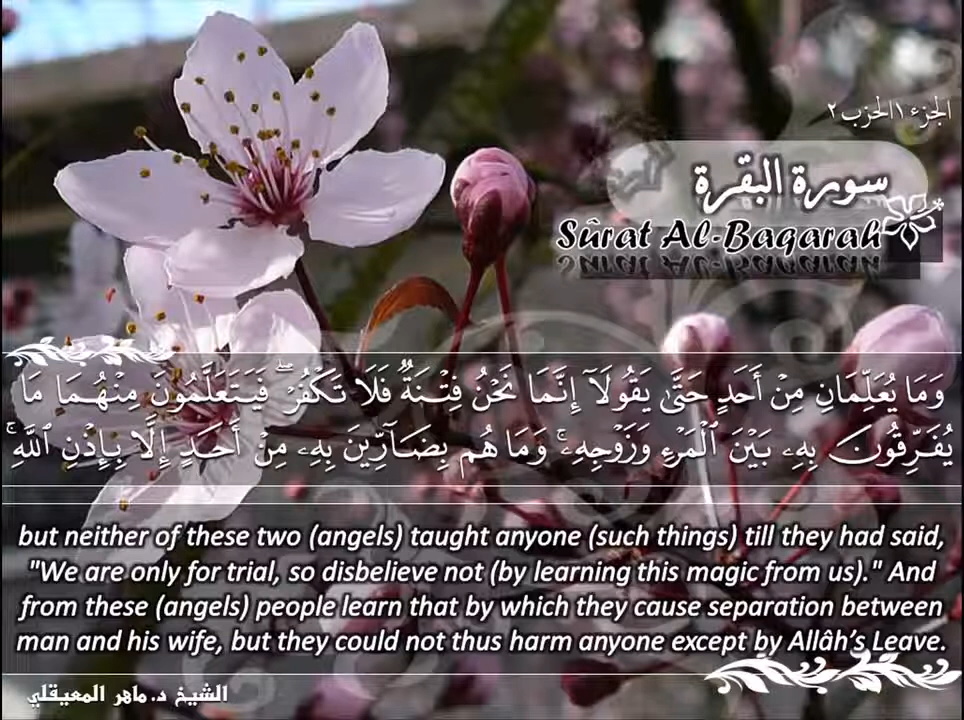 الجزء ١ الحزب ٢
سورة البقرة
Sûrat Al-Baqarah
وَمَا يُعَلِّمَانِ مِنْ أَحَدٍ حَتَّىٰ يَقُولَآ إِنَّمَا نَحْنُ فِتْنَةٌ فَلَا تَكْفُرْ ۖ فَيَتَعَلَّمُونَ مِنْهُمَا مَا
يُفَرِّقُونَ بِهِۦ بَيْنَ ٱلْمَرْءِ وَزَوْجِهِۦ ۚ وَمَا هُم بِضَآرِّينَ بِهِۦ مِنْ أَحَدٍ إِلَّا بِإِذْنِ ٱللَّهِ ۚ
but neither of these two (angels) taught anyone (such things) till they had said,
"We are only for trial, so disbelieve not (by learning this magic from us)." And
from these (angels) people learn that by which they cause separation between
man and his wife, but they could not thus harm anyone except by Allâh’s Leave.
الشيخ د. ماهر المعيقلي